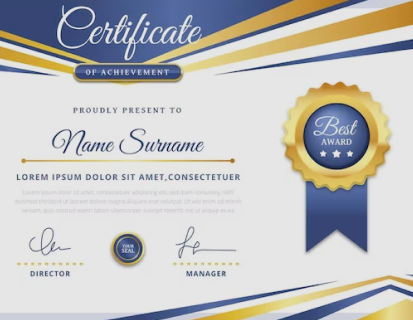 Certificate
OF ACHIEVEMENT
PROUDLY PRESENT TO
Name Surname
LOREM IPSUM DOLOR SIT AMET,CONSECTETUER
Best
AWARD
YOUR
SEAL
DIRECTOR
MANAGER